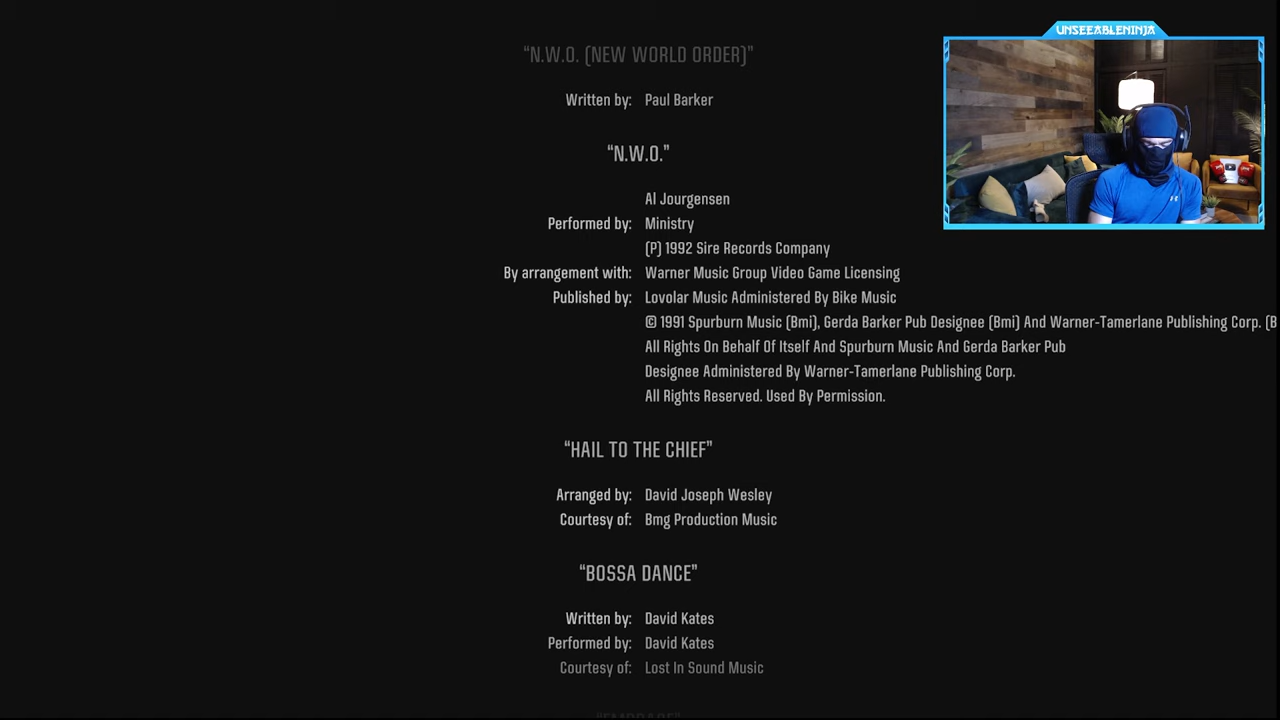 UNSEEABLENINJA
“N.W.O. (NEW WORLD ORDER)”
Written by: Paul Barker
“N.W.O.”
Al Jourgensen
Performed by: Ministry
(P) 1992 Sire Records Company
By arrangement with: Warner Music Group Video Game Licensing
Published by: Lovolar Music Administered By Bike Music
© 1991 Spurburn Music (Bmi), Gerda Barker Pub Designee (Bmi) And Warner-Tamerlane Publishing Corp. (B
All Rights On Behalf Of Itself And Spurburn Music And Gerda Barker Pub
Designee Administered By Warner-Tamerlane Publishing Corp.
All Rights Reserved. Used By Permission.
“HAIL TO THE CHIEF”
Arranged by: David Joseph Wesley
Courtesy of: Bmg Production Music
“BOSSA DANCE”
Written by: David Kates
Performed by: David Kates
Courtesy of: Lost In Sound Music